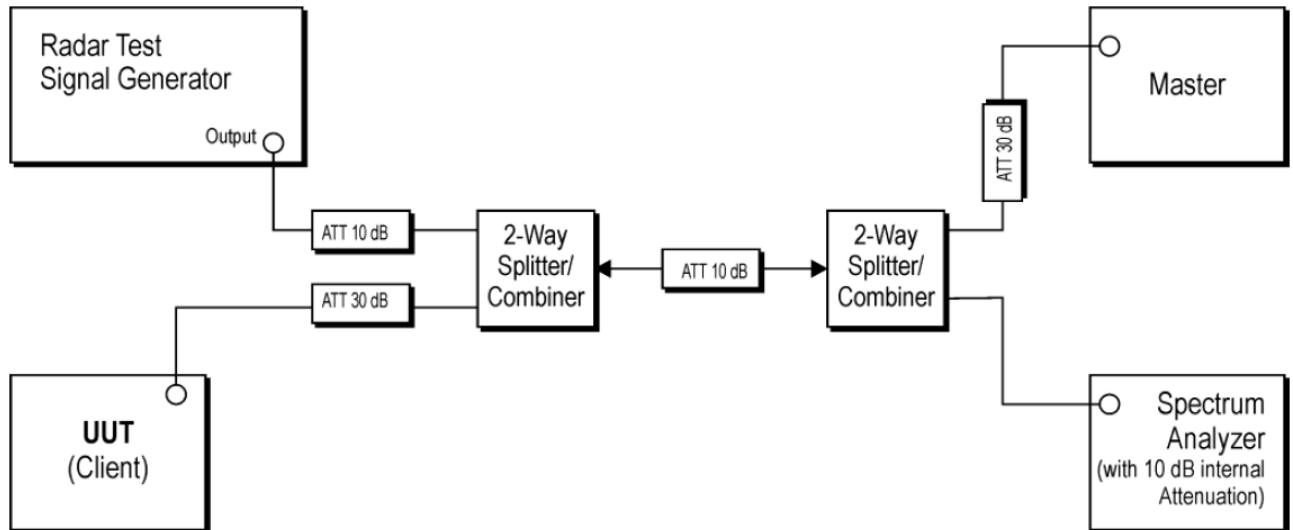 Radar Test
Signal Generator
Output
ATT 10 dB
ATT 30 dB
UUT
(Client)
2-Way
Splitter/
Combiner
ATT 10 dB
2-Way
Splitter/
Combiner
ATT 30 dB
Master
Spectrum
Analyzer
(with 10 dB internal
Attenuation)